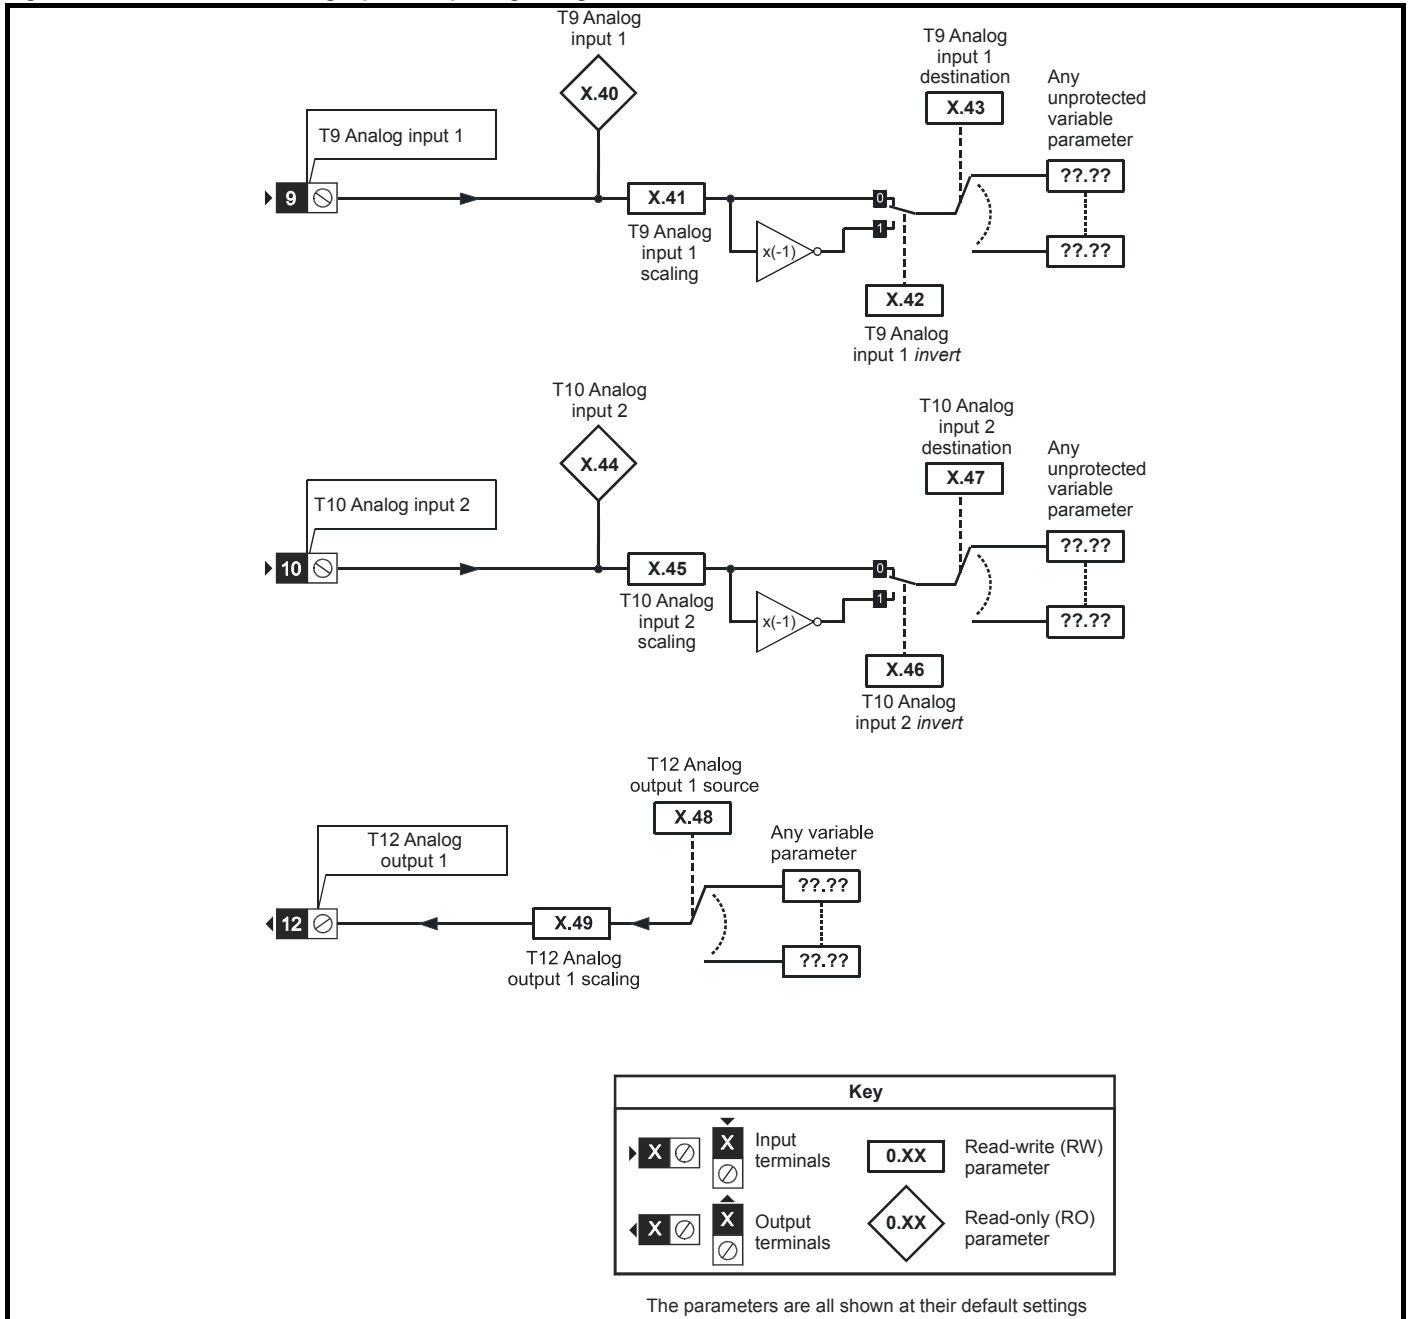 T9 Analog
input 1
X.40
T9 Analog input 1
9
X.41
T9 Analog
input 1
scaling
x(-1)
0
1
X.42
T9 Analog
input 1 invert
T9 Analog
input 1
destination
X.43
Any
unprotected
variable
parameter
??.??
??.??
T10 Analog
input 2
X.44
T10 Analog input 2
10
X.45
T10 Analog
input 2
scaling
x(-1)
0
1
X.46
T10 Analog
input 2 invert
T10 Analog
input 2
destination
X.47
Any
unprotected
variable
parameter
??.??
??.??
T12 Analog
output 1 source
X.48
Any variable
parameter
??.??
??.??
T12 Analog
output 1
12
X.49
T12 Analog
output 1 scaling
Key
X
X
Input
terminals
0.XX
Read-write (RW)
parameter
X
X
Output
terminals
0.XX
Read-only (RO)
parameter
The parameters are all shown at their default settings